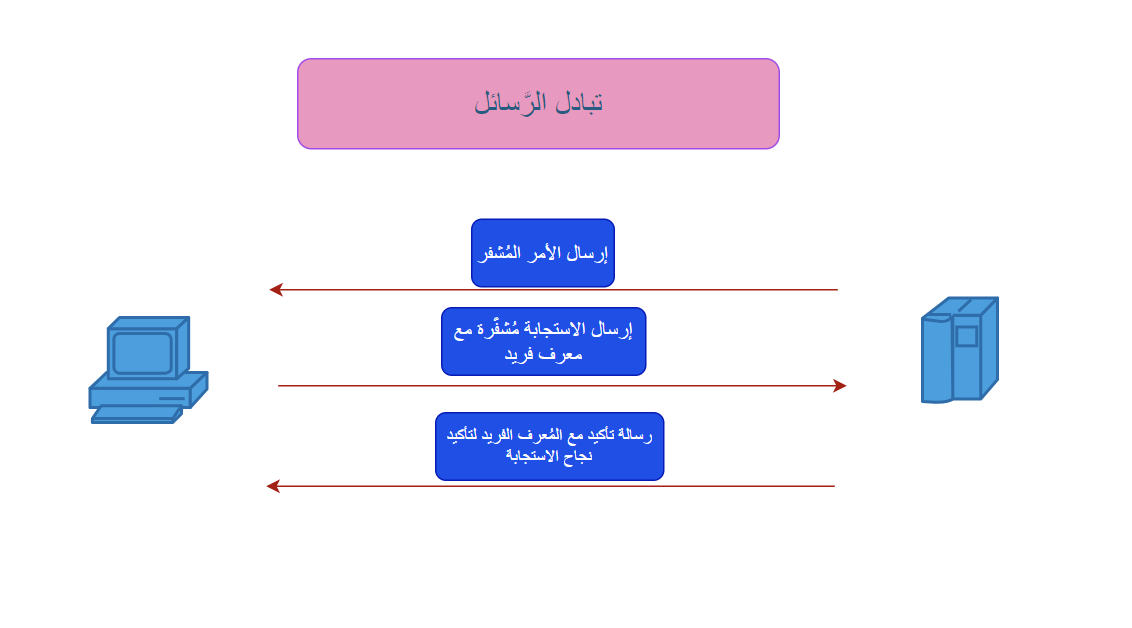 تبادل الرَّسائل
إرسال الأمر المُشفر
إرسال الاستجابة مُشفَّرة مع
معرف فريد
رسالة تأكيد مع المُعرف الفريد لتأكيد
نجاح الاستجابة